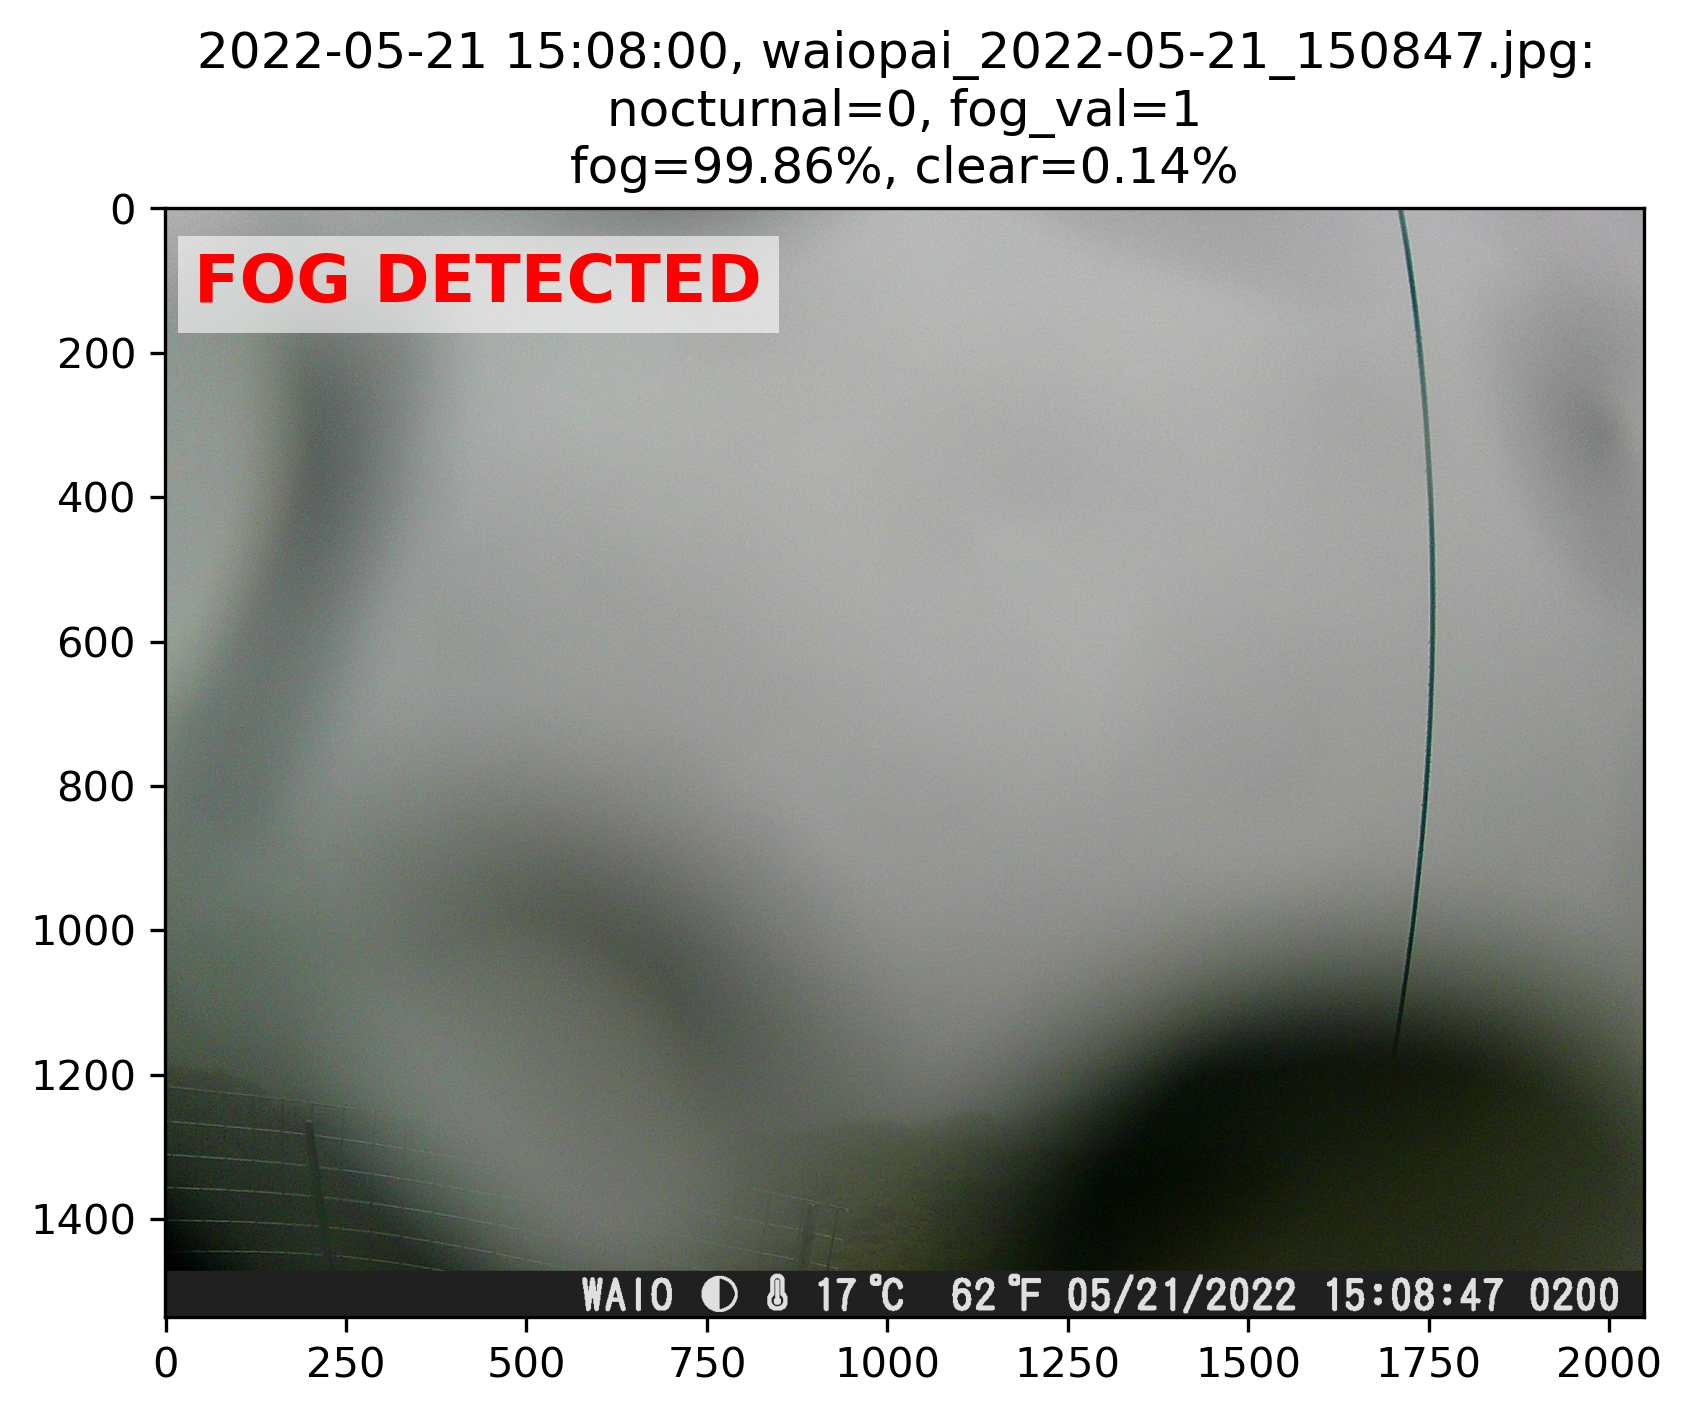 2022-05-21 15:08:00, waiopai_2022-05-21_150847.jpg:
nocturnal=0, fog_val=1
fog=99.86%, clear=0.14%
FOG DETECTED
0
200
400
600
800
1000
1200
1400
WAIO 17°C 62°F 05/21/2022 15:08:47 0200
0 250 500 750 1000 1250 1500 1750 2000